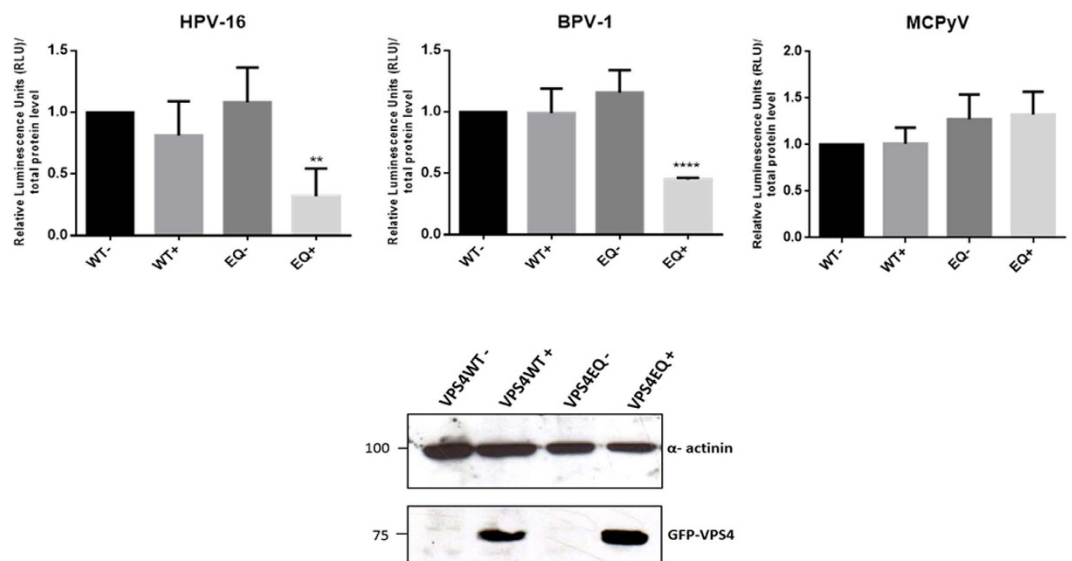 HPV-16
Relative Luminescence Units (RLU)/
total protein level
1.5
1.0
0.5
0.0
**
WT-
WT+
EQ-
EQ+
BPV-1
Relative Luminescence Units (RLU)/
total protein level
1.5
1.0
0.5
0.0
****
WT-
WT+
EQ-
EQ+
MCPyV
Relative Luminescence Units (RLU)/
total protein level
2.0
1.5
1.0
0.5
0.0
WT-
WT+
EQ-
EQ+
VPS4WT -
VPS4WT +
VPS4EQ -
VPS4EQ +
100
α- actinin
75
GFP-VPS4